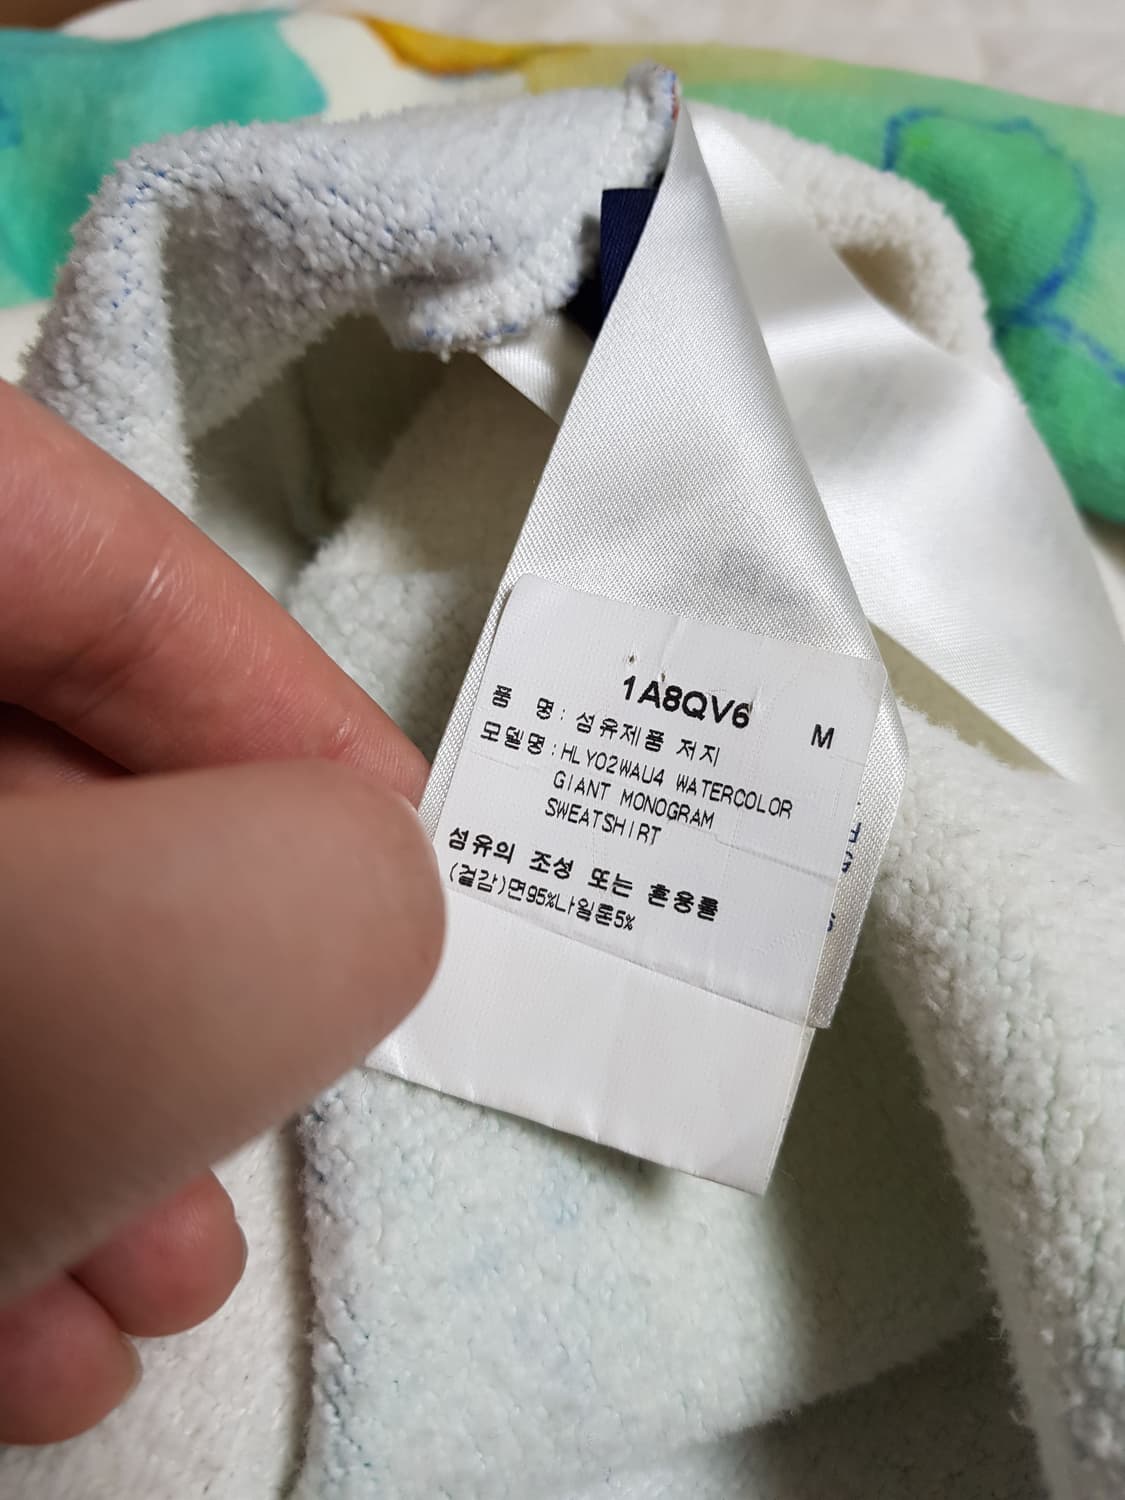 1A8QV6 M
품 명: 섬유제품 저지
모델명: HLY02WAU4 WATERCOLOR
GIANT MONOGRAM
SWEATSHIRT
섬유의 조성 또는 혼용률
(겉감)면95%나일론5%